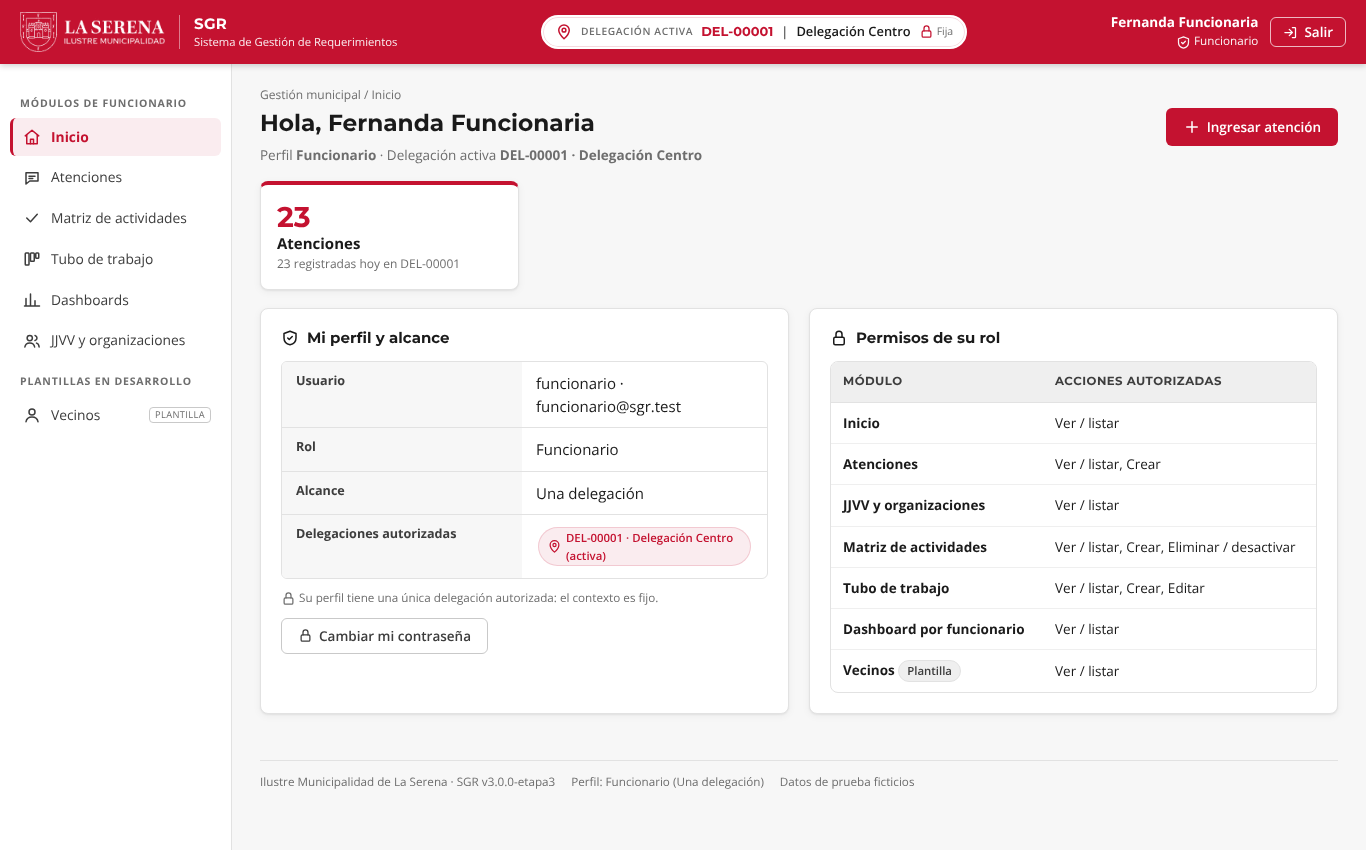 LA SERENA
ILUSTRE MUNICIPALIDAD
SGR
Sistema de Gestión de Requerimientos
DELEGACIÓN ACTIVA DEL-00001 | Delegación Centro Fija
Fernanda Funcionaria
Funcionario
Salir
MÓDULOS DE FUNCIONARIO
Inicio
Atenciones
Matriz de actividades
Tubo de trabajo
Dashboards
JJVV y organizaciones
PLANTILLAS EN DESARROLLO
Vecinos PLANTILLA
Gestión municipal / Inicio
Hola, Fernanda Funcionaria
Perfil Funcionario · Delegación activa DEL-00001 · Delegación Centro
Ingresar atención
23
Atenciones
23 registradas hoy en DEL-00001
Mi perfil y alcance
Usuario funcionario ·
funcionario@sgr.test
Rol Funcionario
Alcance Una delegación
Delegaciones autorizadas DEL-00001 · Delegación Centro
(activa)
Su perfil tiene una única delegación autorizada: el contexto es fijo.
Cambiar mi contraseña
Permisos de su rol
MÓDULO ACCIONES AUTORIZADAS
Inicio Ver / listar
Atenciones Ver / listar, Crear
JJVV y organizaciones Ver / listar
Matriz de actividades Ver / listar, Crear, Eliminar / desactivar
Tubo de trabajo Ver / listar, Crear, Editar
Dashboard por funcionario Ver / listar
Vecinos Plantilla Ver / listar
Ilustre Municipalidad de La Serena · SGR v3.0.0-etapa3 Perfil: Funcionario (Una delegación) Datos de prueba ficticios